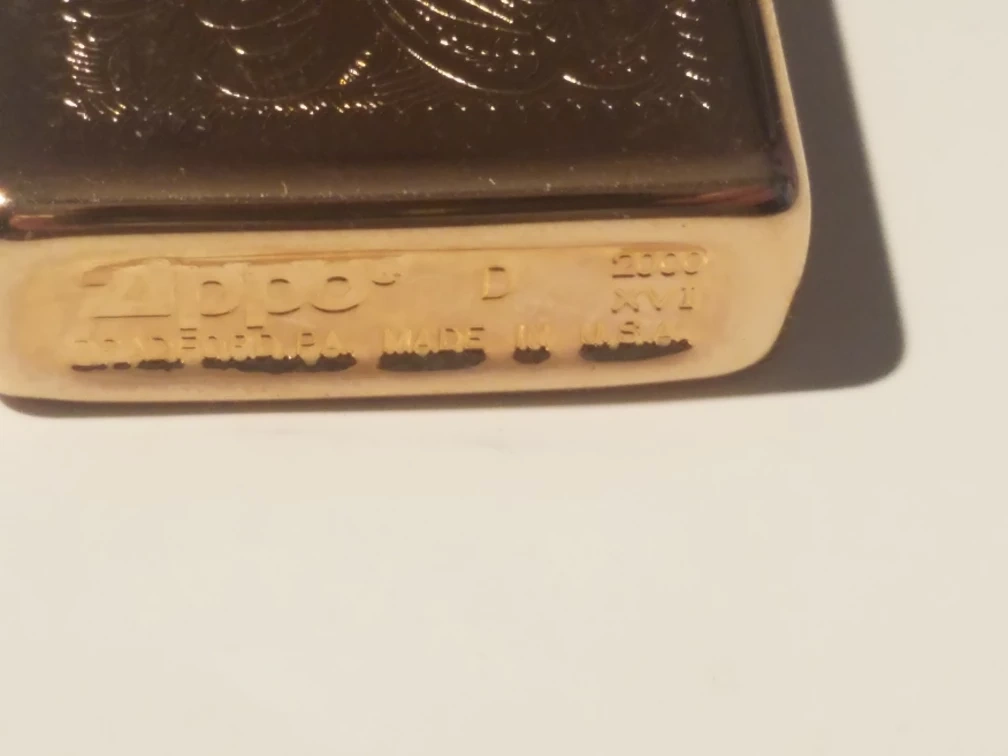 Zippo® D 2000
XVI
BRADFORD, PA. MADE IN U.S.A.